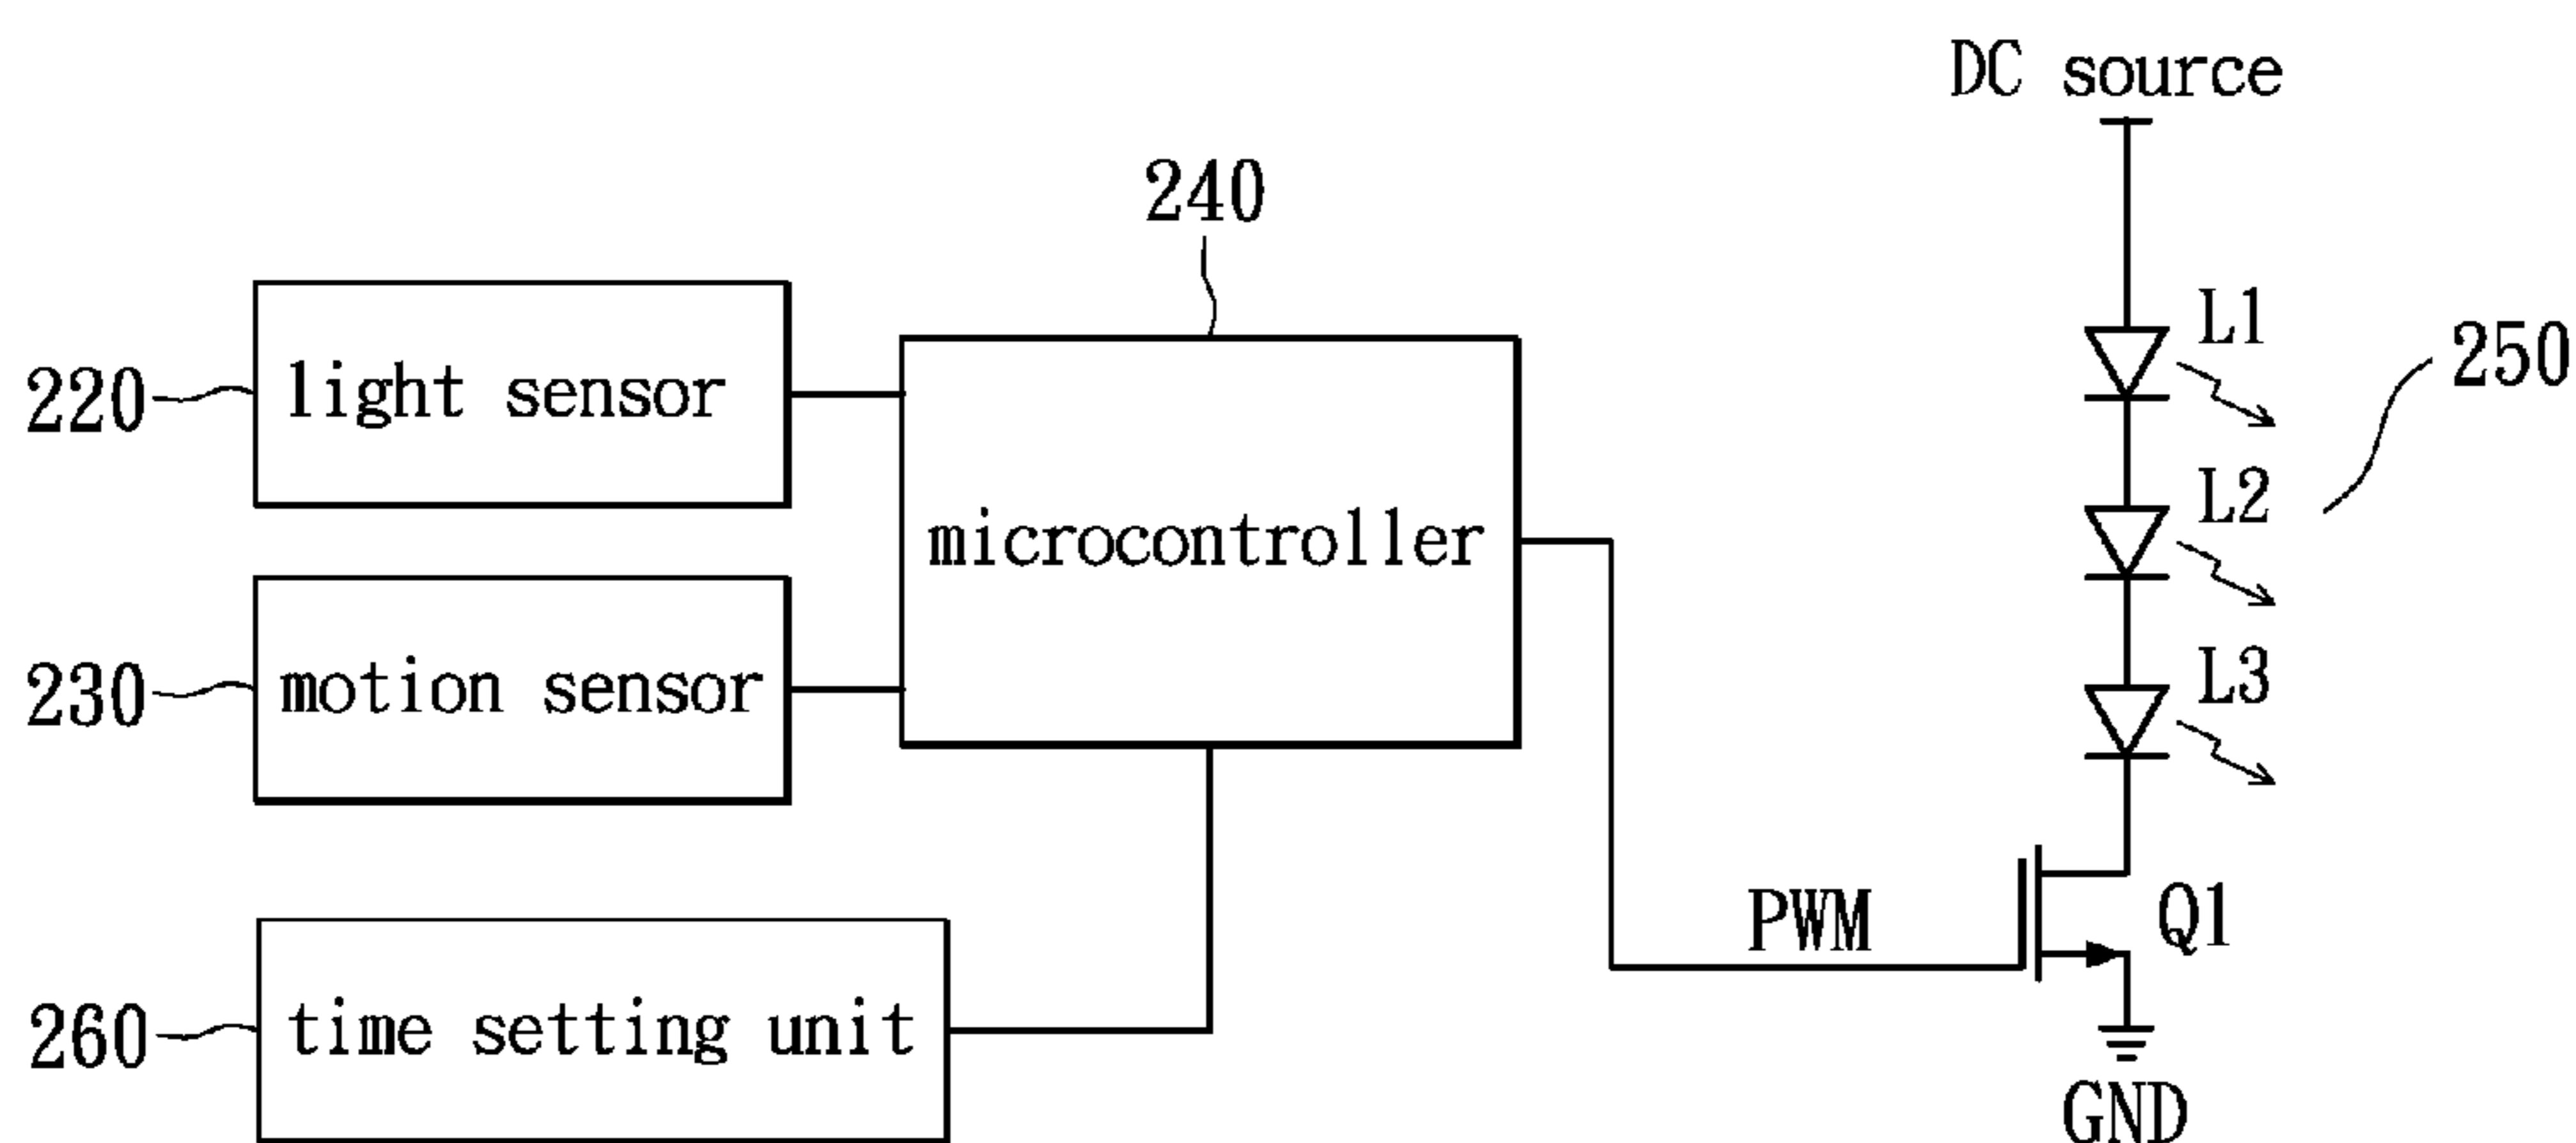 DC source
240
L1
250
220
light sensor
L2
microcontroller
230
motion sensor
L3
PWM
Q1
260
time setting unit
GND